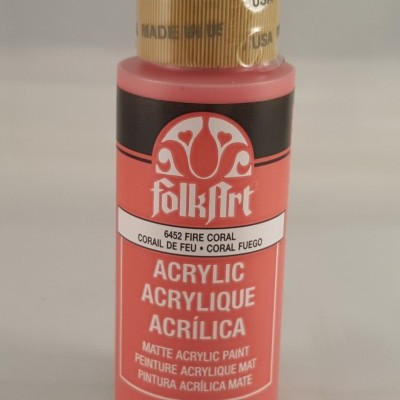 USA
MADE IN US
USA M
folkArt
6452 FIRE CORAL
CORAIL DE FEU • CORAL FUEGO
ACRYLIC
ACRYLIQUE
ACRÍLICA
MATTE ACRYLIC PAINT
PEINTURE ACRYLIQUE MAT
PINTURA ACRÍLICA MATE